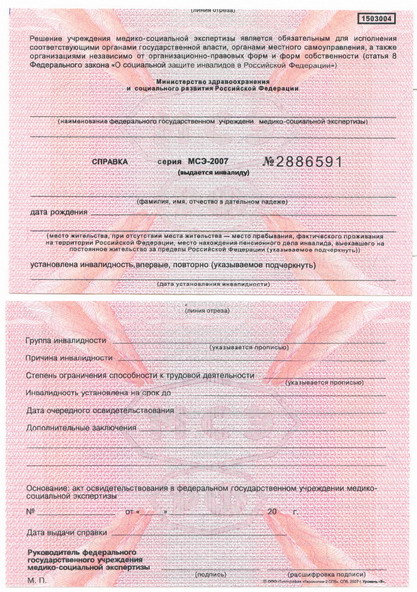 (линия отреза)
1503004
Решение учреждения медико-социальной экспертизы является обязательным для исполнения
соответствующими органами государственной власти, органами местного самоуправления, а также
организациями независимо от организационно-правовых форм и форм собственности (статья 8
Федерального закона «О социальной защите инвалидов в Российской Федерации»)
Министерство здравоохранения
и социального развития Российской Федерации
(наименование федерального государственном учреждени медико-социальной экспертизы)
СПРАВКА серия МСЭ-2007 №2886591
(выдается инвалиду)
(фамилия, имя, отчество в дательном падеже)
дата рождения
(место жительства, при отсутствии места жительства — место пребывания, фактического проживания
на территории Российской Федерации, место нахождения пенсионного дела инвалида, выехавшего на
постоянное жительство за пределы Российской Федерации (указываемое подчеркнуть))
установлена инвалидность,впервые, повторно (указываемое подчеркнуть)
(дата установления инвалидности)
(линия отреза)
Группа инвалидности
(указывается прописью)
Причина инвалидности
Степень ограничения способности к трудовой деятельности
(указывается прописью)
Инвалидность установлена на срок до
Дата очередного освидетельствования
Дополнительные заключения
Основание: акт освидетельствования в федеральном государственном учреждении медико-
социальной экспертизы
№ от « » 20 г.
Дата выдачи справки
Руководитель федерального
государственного учреждения
медико-социальной экспертизы
М. П.
(подпись)
(расшифровка подписи)